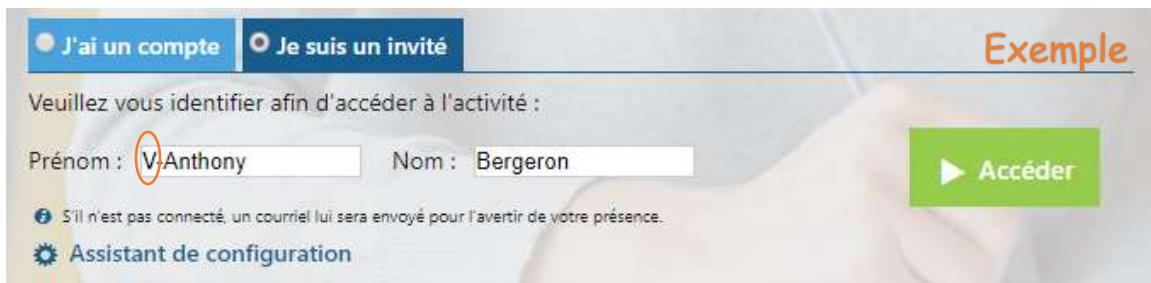 J'ai un compte Je suis un invité Exemple
Veuillez vous identifier afin d'accéder à l'activité :
Prénom : V-Anthony Nom : Bergeron Accéder
S'il n'est pas connecté, un courriel lui sera envoyé pour l'avertir de votre présence.
Assistant de configuration